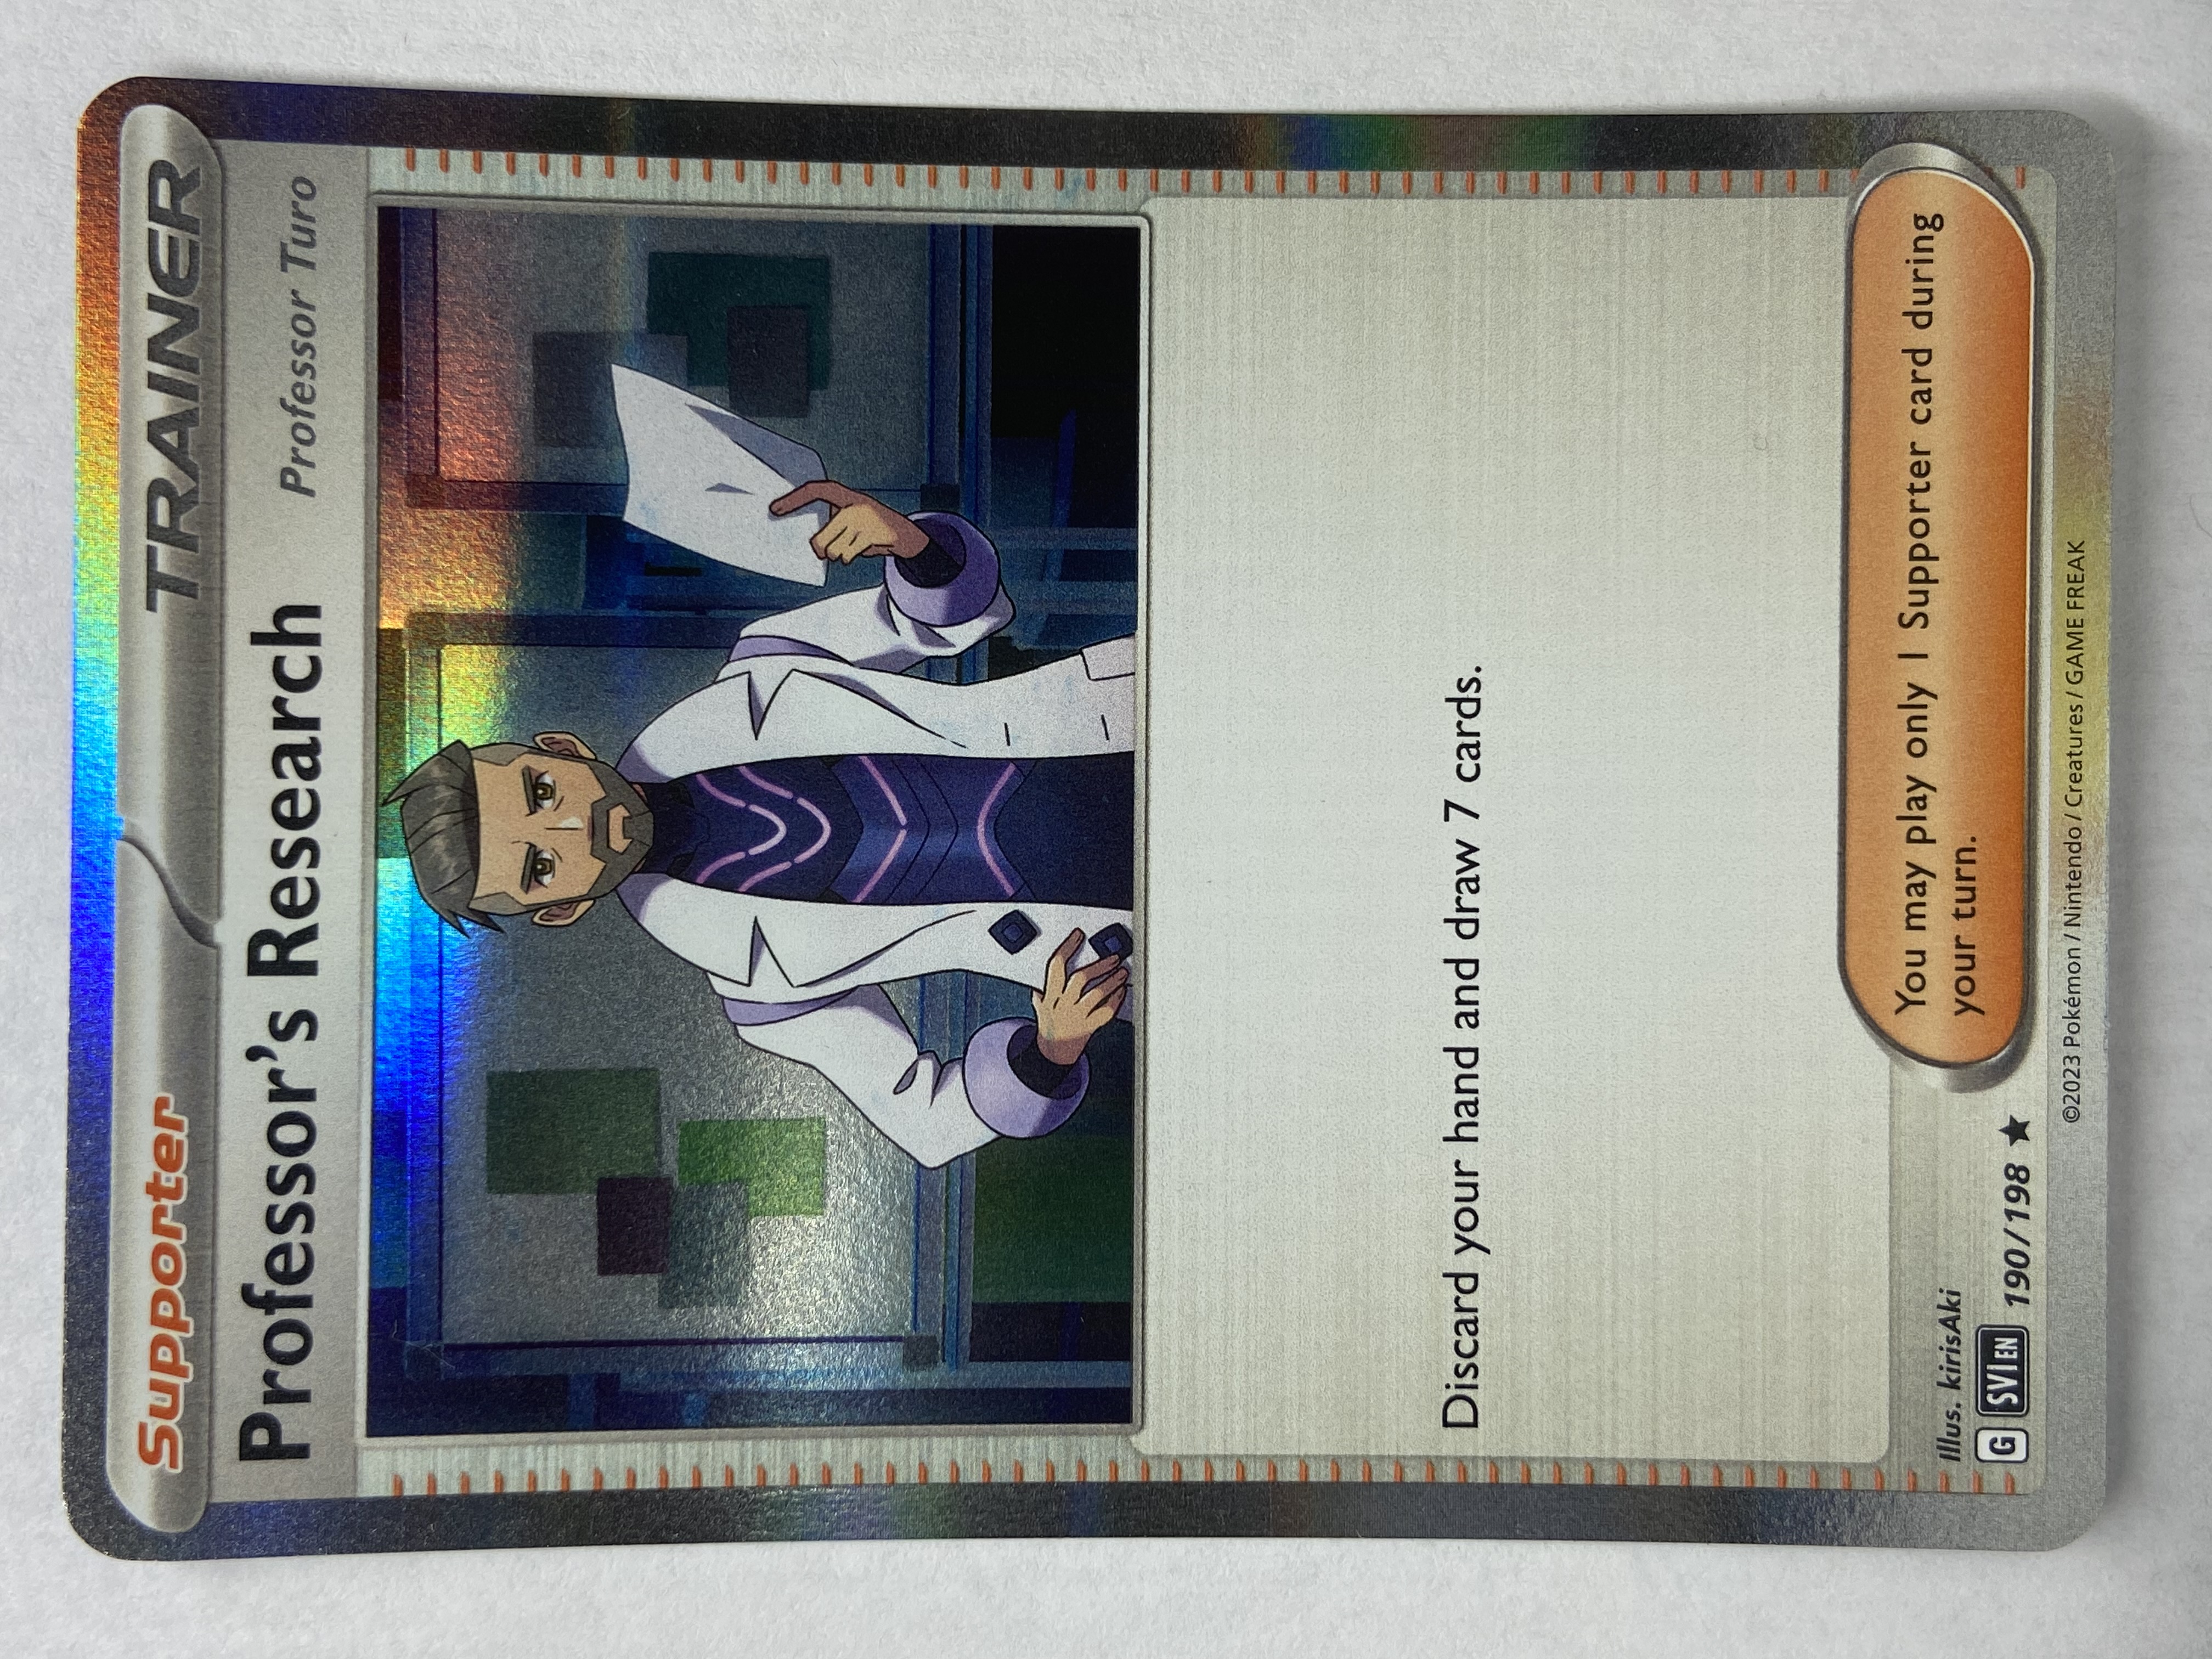 Supporter TRAINER
Professor's Research Professor Turo
Discard your hand and draw 7 cards.
You may play only 1 Supporter card during
your turn.
Illus. kirisAki
G SVI EN 190/198 ★
©2023 Pokémon / Nintendo / Creatures / GAME FREAK